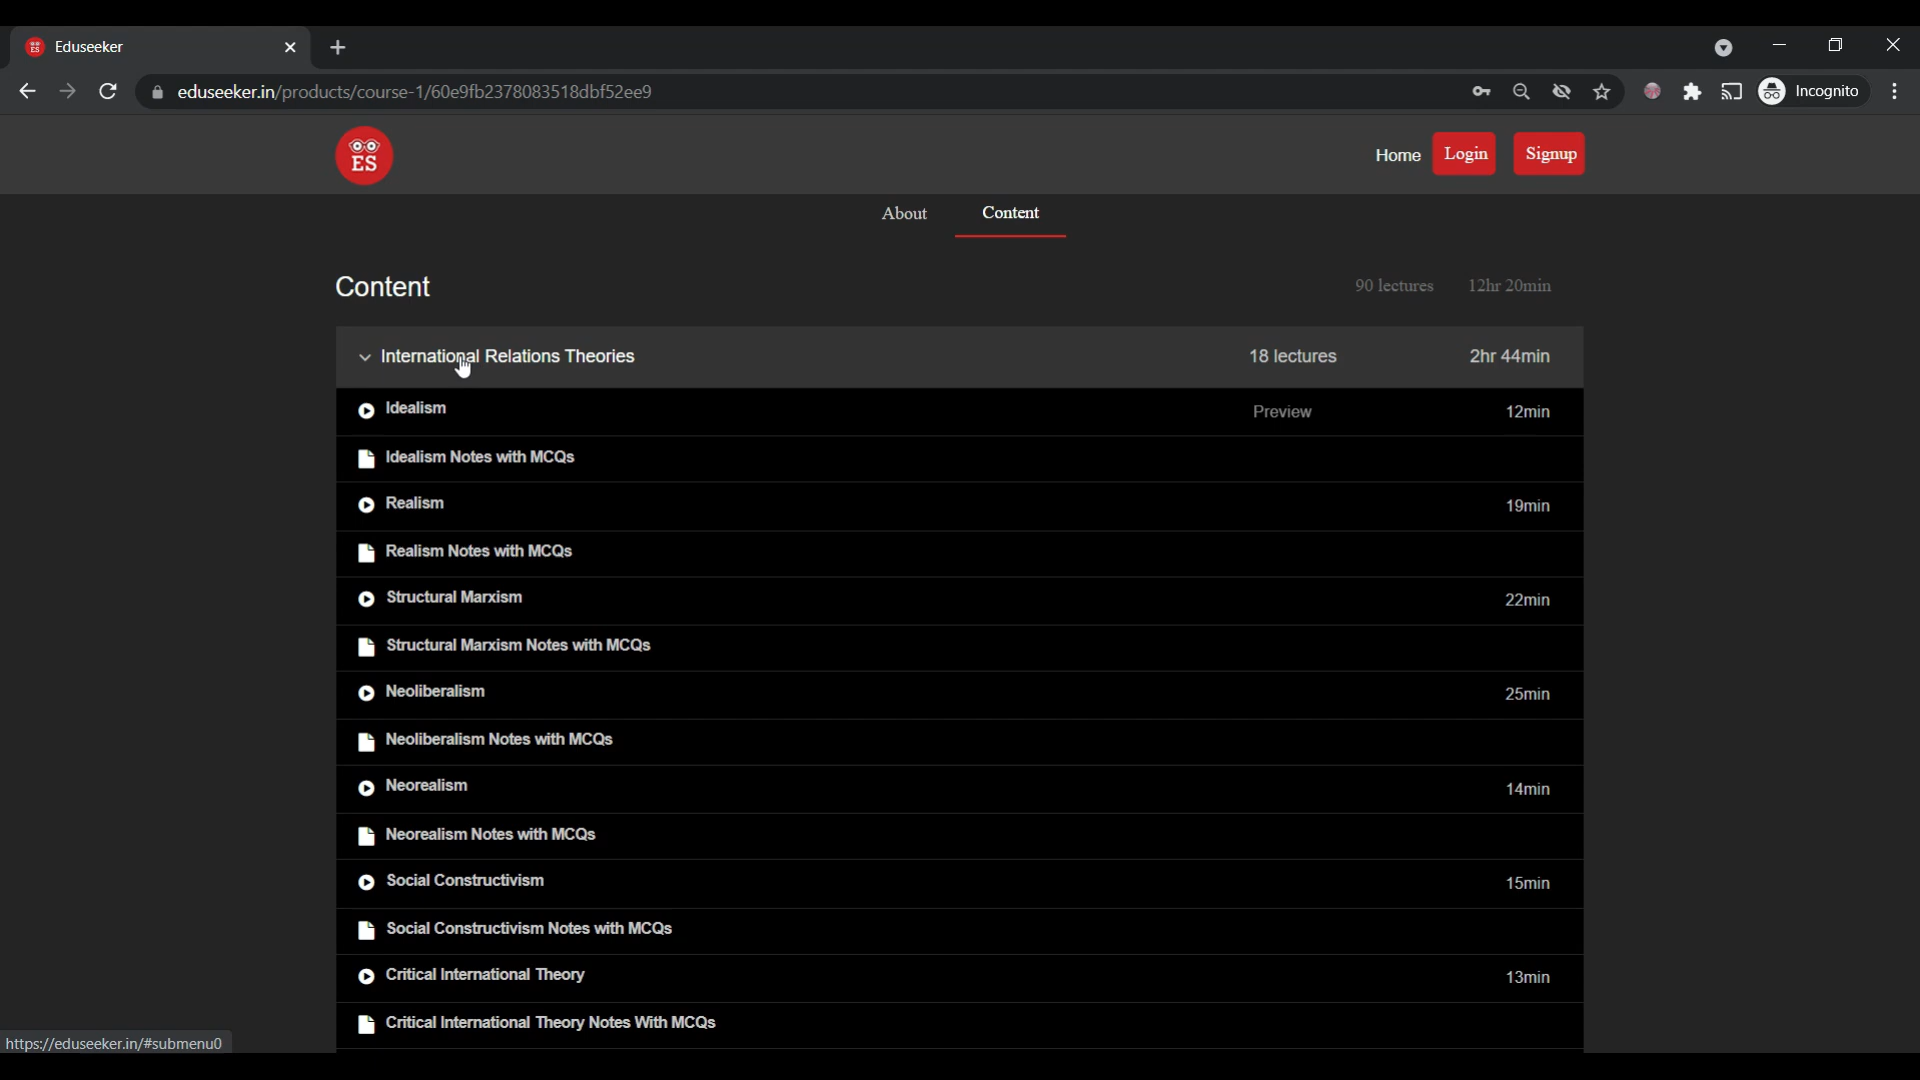 Eduseeker
eduseeker.in/products/course-1/60e9fb2378083518dbf52ee9
Incognito
ES
Home
Login
Signup
About
Content
Content
90 lectures
12hr 20min
International Relations Theories
18 lectures
2hr 44min
Idealism
Preview
12min
Idealism Notes with MCQs
Realism
19min
Realism Notes with MCQs
Structural Marxism
22min
Structural Marxism Notes with MCQs
Neoliberalism
25min
Neoliberalism Notes with MCQs
Neorealism
14min
Neorealism Notes with MCQs
Social Constructivism
15min
Social Constructivism Notes with MCQs
Critical International Theory
13min
Critical International Theory Notes With MCQs
https://eduseeker.in/#submenu0